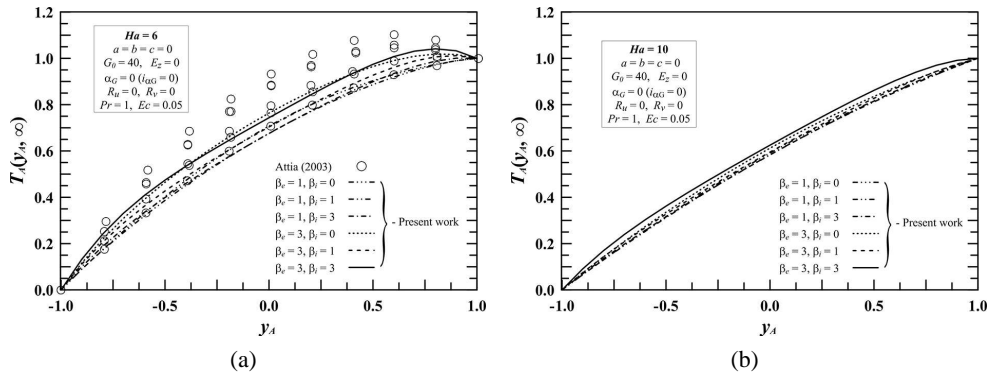 1.2
1.0
0.8
0.6
0.4
0.2
0.0
T_A(y_A, ∞)
Ha = 6
a = b = c = 0
G₀ = 40, E_z = 0
α_G = 0 (i_αG = 0)
R_u = 0, R_v = 0
Pr = 1, Ec = 0.05
Attia (2003)
β_e = 1, β_i = 0
β_e = 1, β_i = 1
β_e = 1, β_i = 3
β_e = 3, β_i = 0
β_e = 3, β_i = 1
β_e = 3, β_i = 3
- Present work
-1.0 -0.5 0.0 0.5 1.0
y_A
(a)
1.2
1.0
0.8
0.6
0.4
0.2
0.0
T_A(y_A, ∞)
Ha = 10
a = b = c = 0
G₀ = 40, E_z = 0
α_G = 0 (i_αG = 0)
R_u = 0, R_v = 0
Pr = 1, Ec = 0.05
β_e = 1, β_i = 0
β_e = 1, β_i = 1
β_e = 1, β_i = 3
β_e = 3, β_i = 0
β_e = 3, β_i = 1
β_e = 3, β_i = 3
- Present work
-1.0 -0.5 0.0 0.5 1.0
y_A
(b)